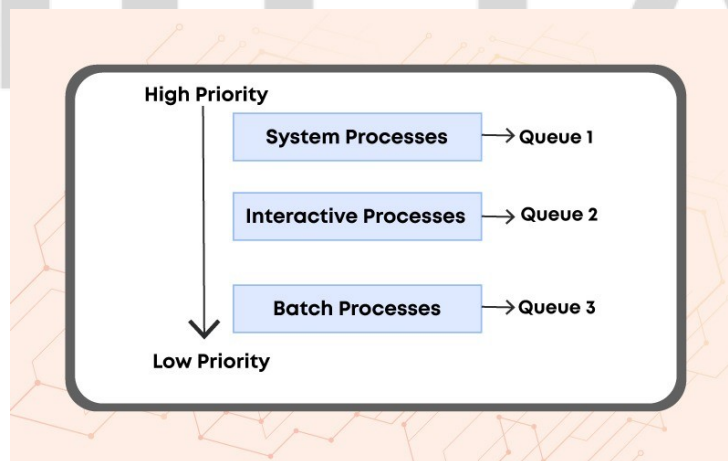 High Priority
System Processes
Queue 1
Interactive Processes
Queue 2
Batch Processes
Queue 3
Low Priority